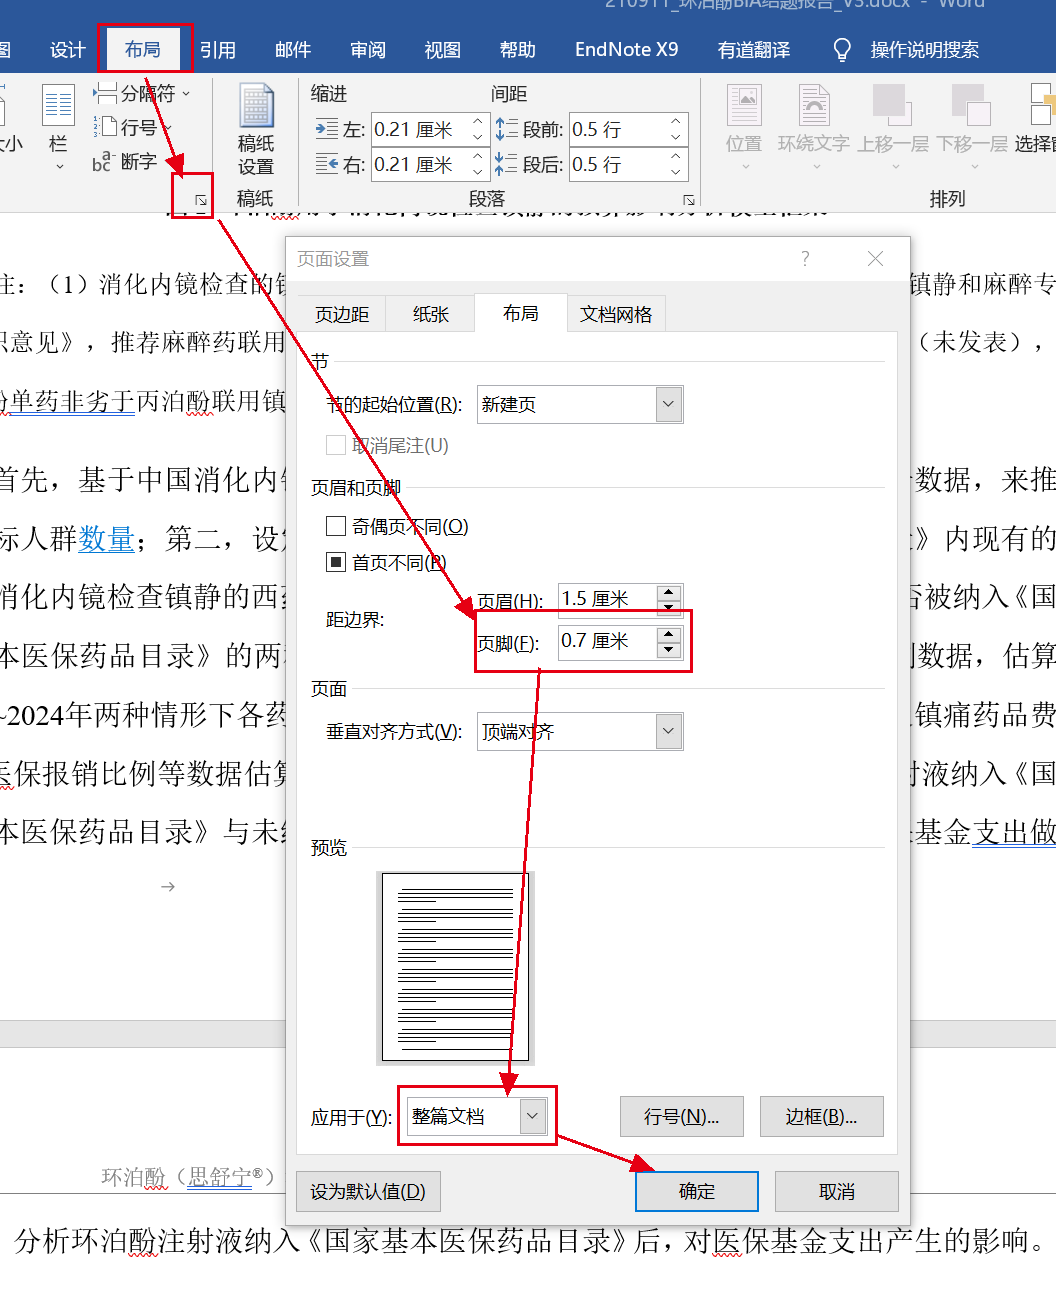 210911_环泊酚BIA结题报告_V3.docx - Word
图 设计 布局 引用 邮件 审阅 视图 帮助 EndNote X9 有道翻译 操作说明搜索
分隔符
行号
断字
大小
栏
稿纸
设置
稿纸
缩进
间距
左: 0.21 厘米
段前: 0.5 行
右: 0.21 厘米
段后: 0.5 行
段落
位置 环绕文字 上移一层 下移一层 选择窗
排列
注：（1）消化内镜检查的镇
镇静和麻醉专
识意见》，推荐麻醉药联用
（未发表），
酚单药非劣于丙泊酚联用镇
首先，基于中国消化内镜
数据，来推
标人群数量；第二，设定
》内现有的
消化内镜检查镇静的西药
否被纳入《国
本医保药品目录》的两种
数据，估算
~2024年两种情形下各药
镇痛药品费
医保报销比例等数据估算
射液纳入《国
本医保药品目录》与未纳
基金支出做
页面设置
?
页边距 纸张 布局 文档网格
节
节的起始位置(R): 新建页
取消尾注(U)
页眉和页脚
奇偶页不同(O)
首页不同(P)
距边界:
页眉(H): 1.5 厘米
页脚(F): 0.7 厘米
页面
垂直对齐方式(V): 顶端对齐
预览
应用于(Y): 整篇文档
行号(N)...
边框(B)...
设为默认值(D)
确定
取消
环泊酚（思舒宁®）
分析环泊酚注射液纳入《国家基本医保药品目录》后，对医保基金支出产生的影响。